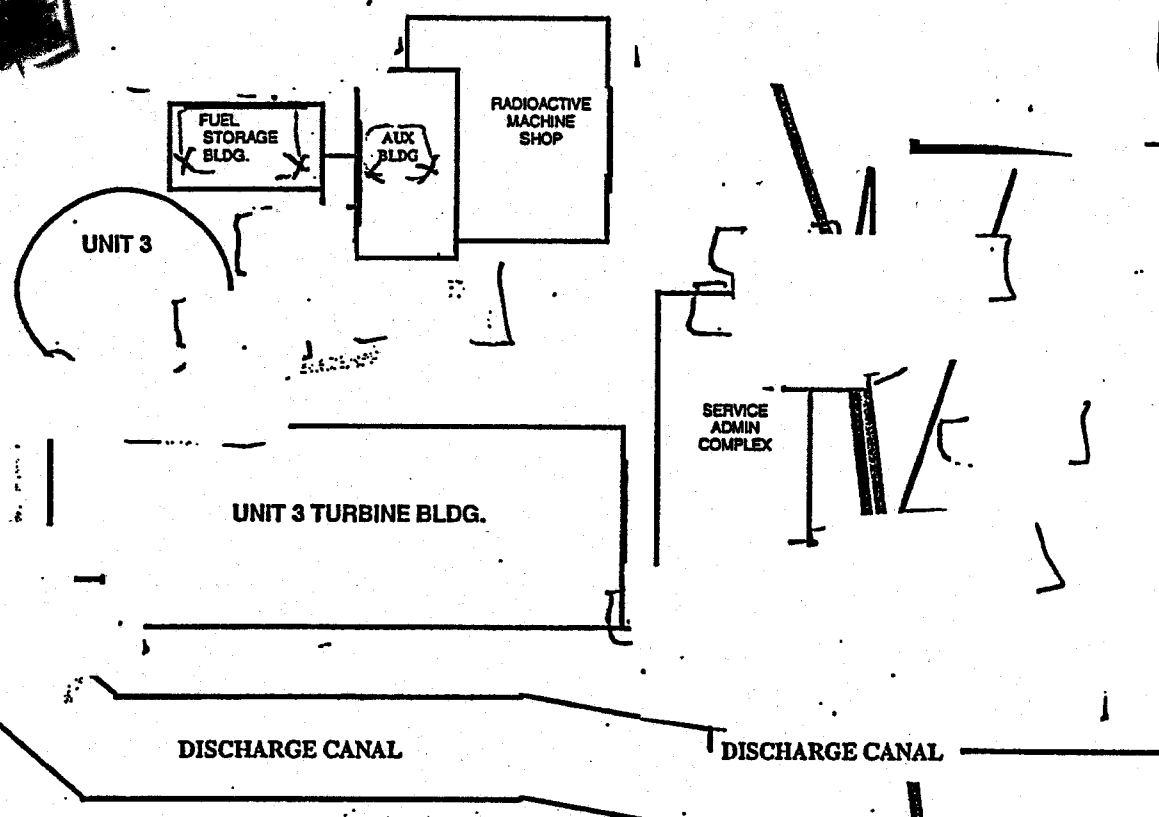 RADIOACTIVE
MACHINE
SHOP
FUEL
STORAGE
BLDG.
AUX
BLDG
UNIT 3
SERVICE
ADMIN
COMPLEX
UNIT 3 TURBINE BLDG.
DISCHARGE CANAL
DISCHARGE CANAL